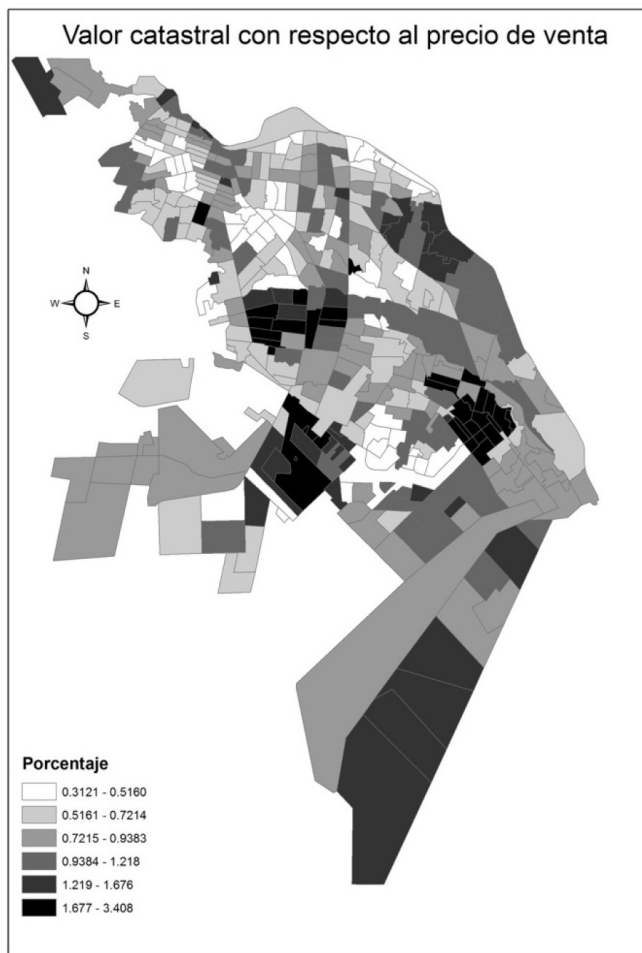 Valor catastral con respecto al precio de venta
N
W E
S
Porcentaje
0.3121 - 0.5160
0.5161 - 0.7214
0.7215 - 0.9383
0.9384 - 1.218
1.219 - 1.676
1.677 - 3.408